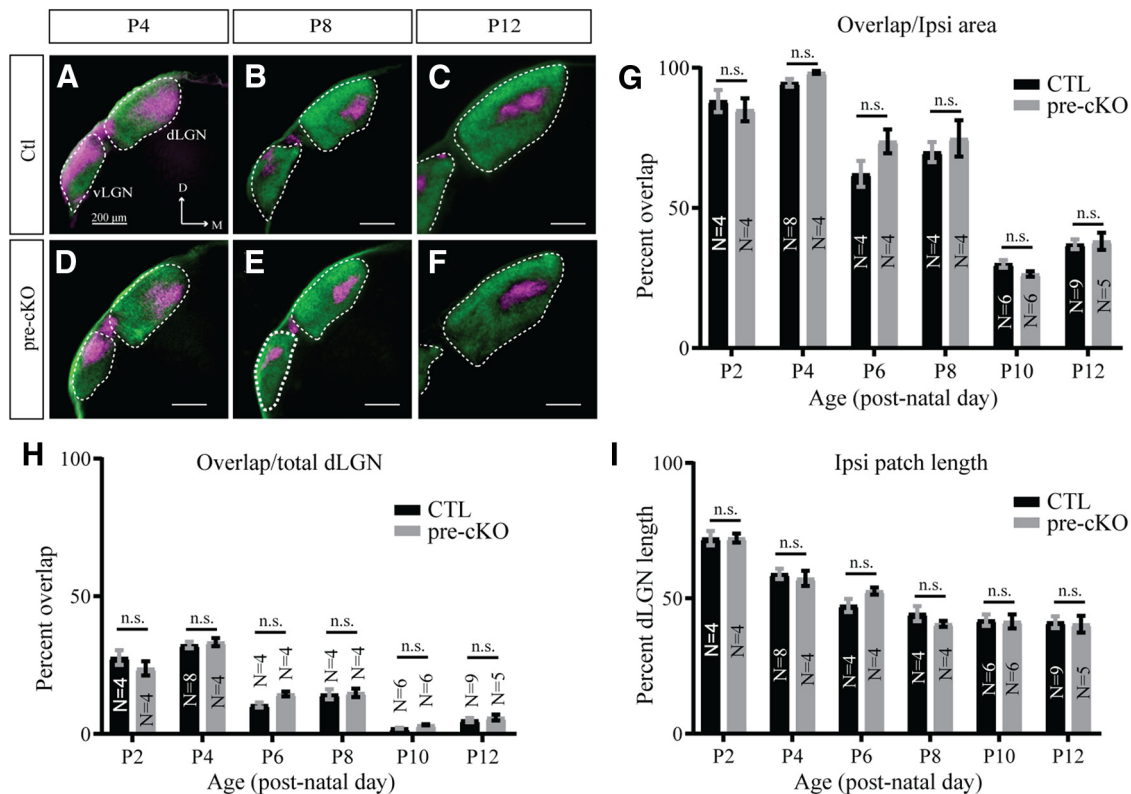 P4 P8 P12
Ctl
pre-cKO
A
dLGN
vLGN
200 μm
D
M
B
C
D
E
F
G
Overlap/Ipsi area
CTL
pre-cKO
Percent overlap
100
50
0
n.s. n.s. n.s. n.s. n.s. n.s.
N=4 N=4 N=8 N=4 N=4 N=4 N=4 N=4 N=6 N=6 N=9 N=5
P2 P4 P6 P8 P10 P12
Age (post-natal day)
H
Overlap/total dLGN
CTL
pre-cKO
Percent overlap
100
50
0
n.s. n.s. n.s. n.s. n.s. n.s.
N=4 N=4 N=8 N=4 N=4 N=4 N=4 N=4 N=6 N=6 N=9 N=5
P2 P4 P6 P8 P10 P12
Age (post-natal day)
I
Ipsi patch length
CTL
pre-cKO
Percent dLGN length
100
50
0
n.s. n.s. n.s. n.s. n.s. n.s.
N=4 N=4 N=8 N=4 N=4 N=4 N=4 N=4 N=6 N=6 N=9 N=5
P2 P4 P6 P8 P10 P12
Age (post-natal day)